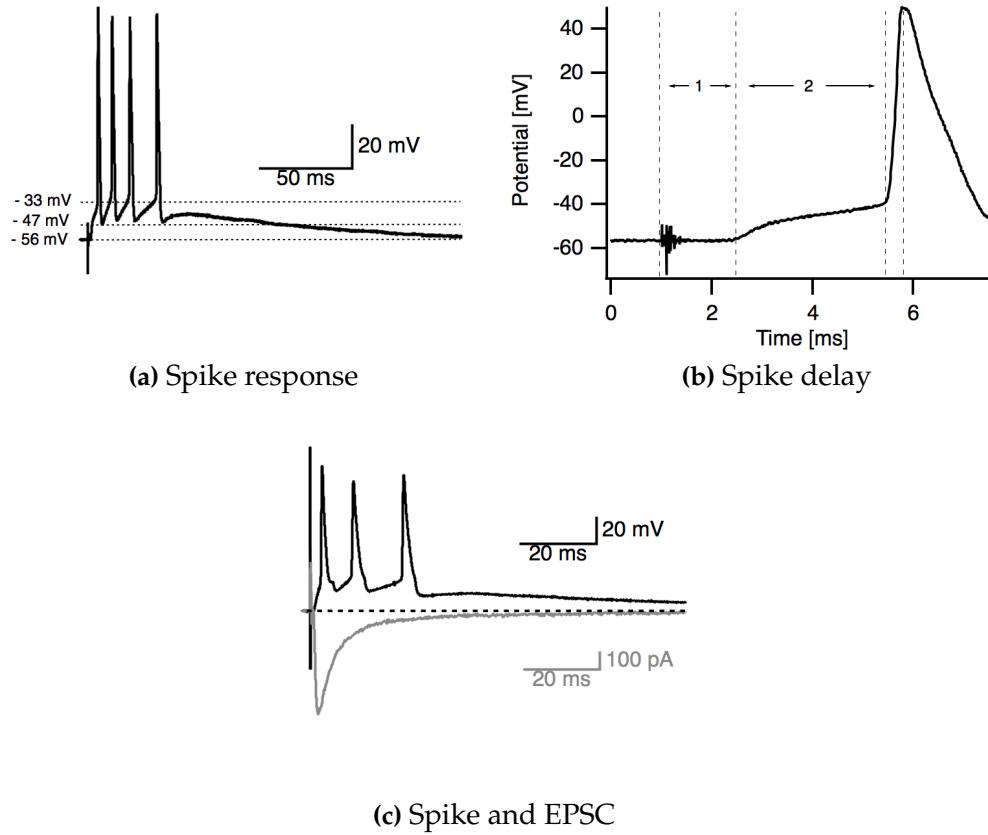 20 mV
50 ms
- 33 mV
- 47 mV
- 56 mV
(a) Spike response
Potential [mV]
40
20
0
-20
-40
-60
1
2
0
2
4
6
Time [ms]
(b) Spike delay
20 mV
20 ms
100 pA
20 ms
(c) Spike and EPSC